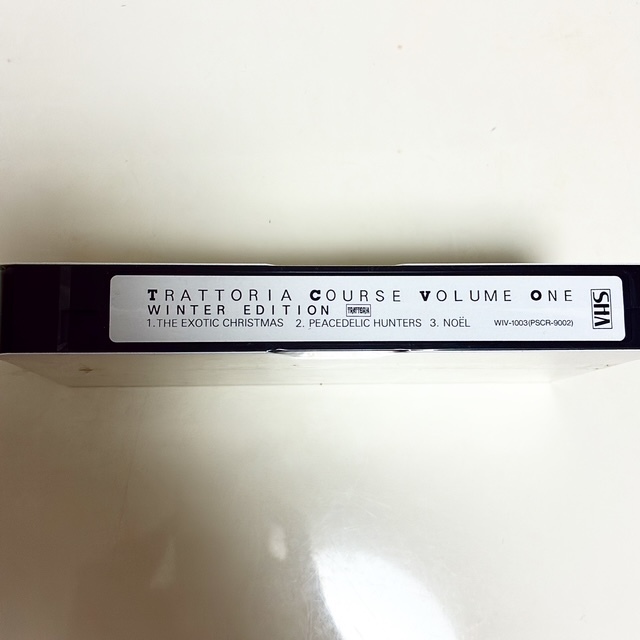 TRATTORIA COURSE VOLUME ONE
WINTER EDITION TRATTORIA
1. THE EXOTIC CHRISTMAS 2. PEACEDELIC HUNTERS 3. NOËL WIV-1003(PSCR-9002)
VHS